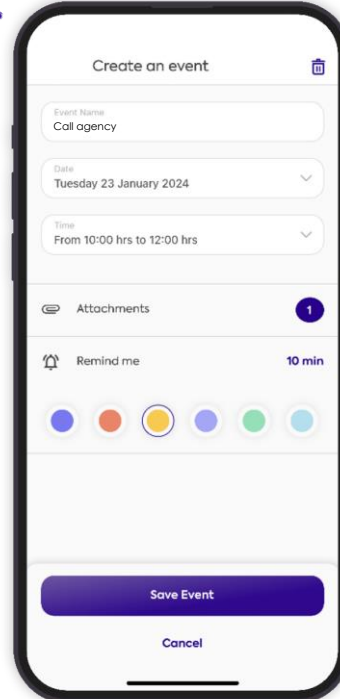 Create an event
Event Name
Call agency
Date
Tuesday 23 January 2024
Time
From 10:00 hrs to 12:00 hrs
Attachments
1
Remind me
10 min
Save Event
Cancel